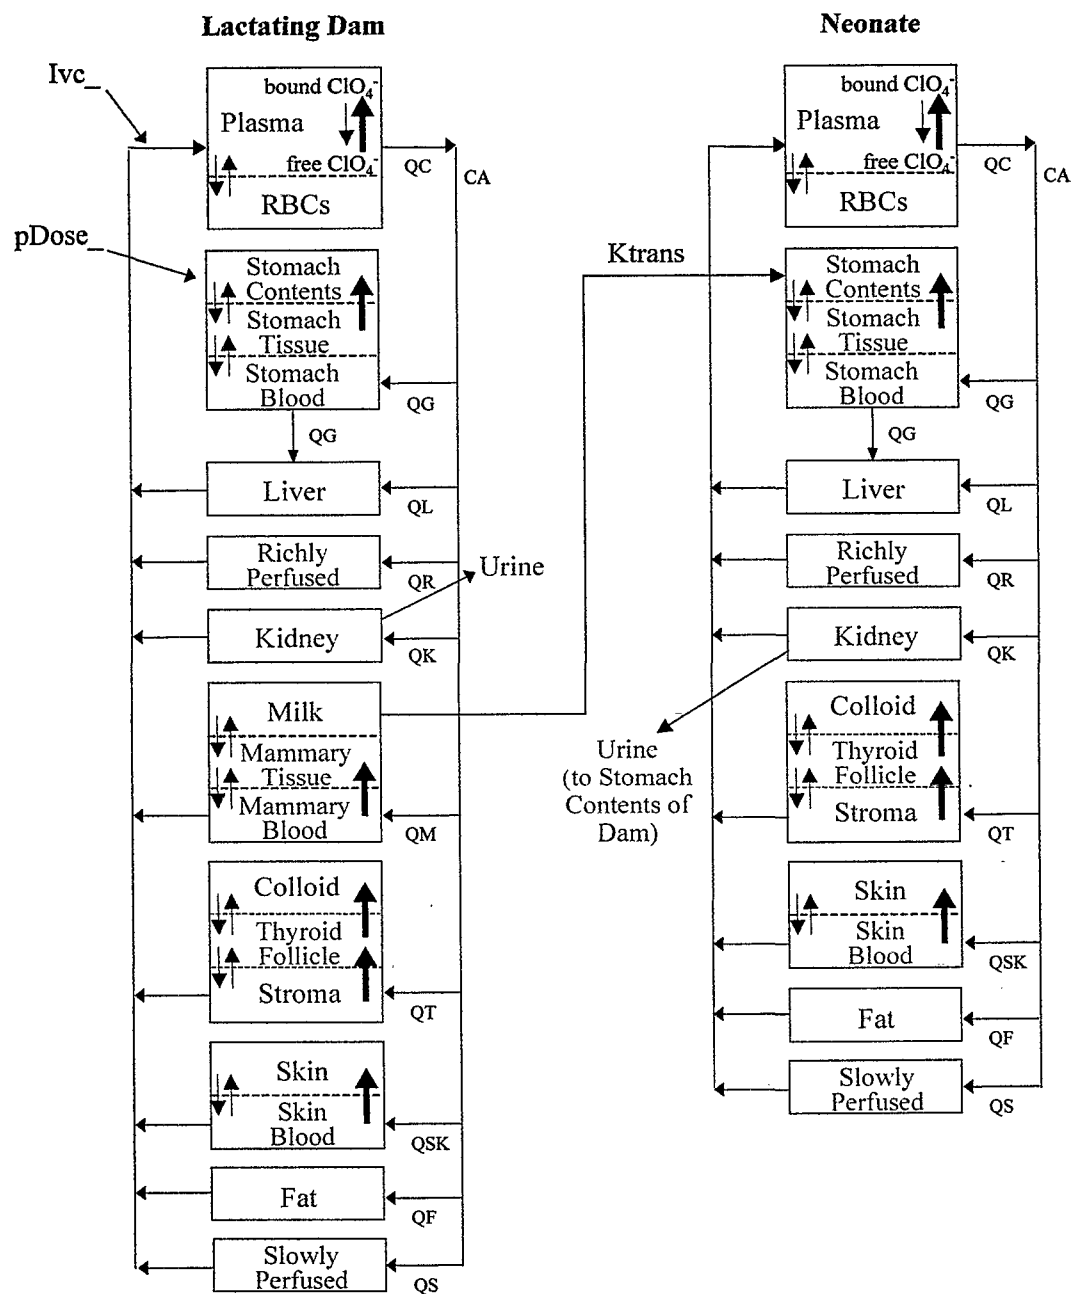 Lactating Dam
Ivc_
bound ClO4-
Plasma
free ClO4-
RBCs
QC
CA
pDose_
Stomach
Contents
Stomach
Tissue
Stomach
Blood
QG
QG
Liver
QL
Richly
Perfused
QR
Urine
Kidney
QK
Milk
Mammary
Tissue
Mammary
Blood
QM
Colloid
Thyroid
Follicle
Stroma
QT
Skin
Skin
Blood
QSK
Fat
QF
Slowly
Perfused
QS
Ktrans
Neonate
bound ClO4-
Plasma
free ClO4-
RBCs
QC
CA
Stomach
Contents
Stomach
Tissue
Stomach
Blood
QG
QG
Liver
QL
Richly
Perfused
QR
Kidney
QK
Urine
(to Stomach
Contents of
Dam)
Colloid
Thyroid
Follicle
Stroma
QT
Skin
Skin
Blood
QSK
Fat
QF
Slowly
Perfused
QS